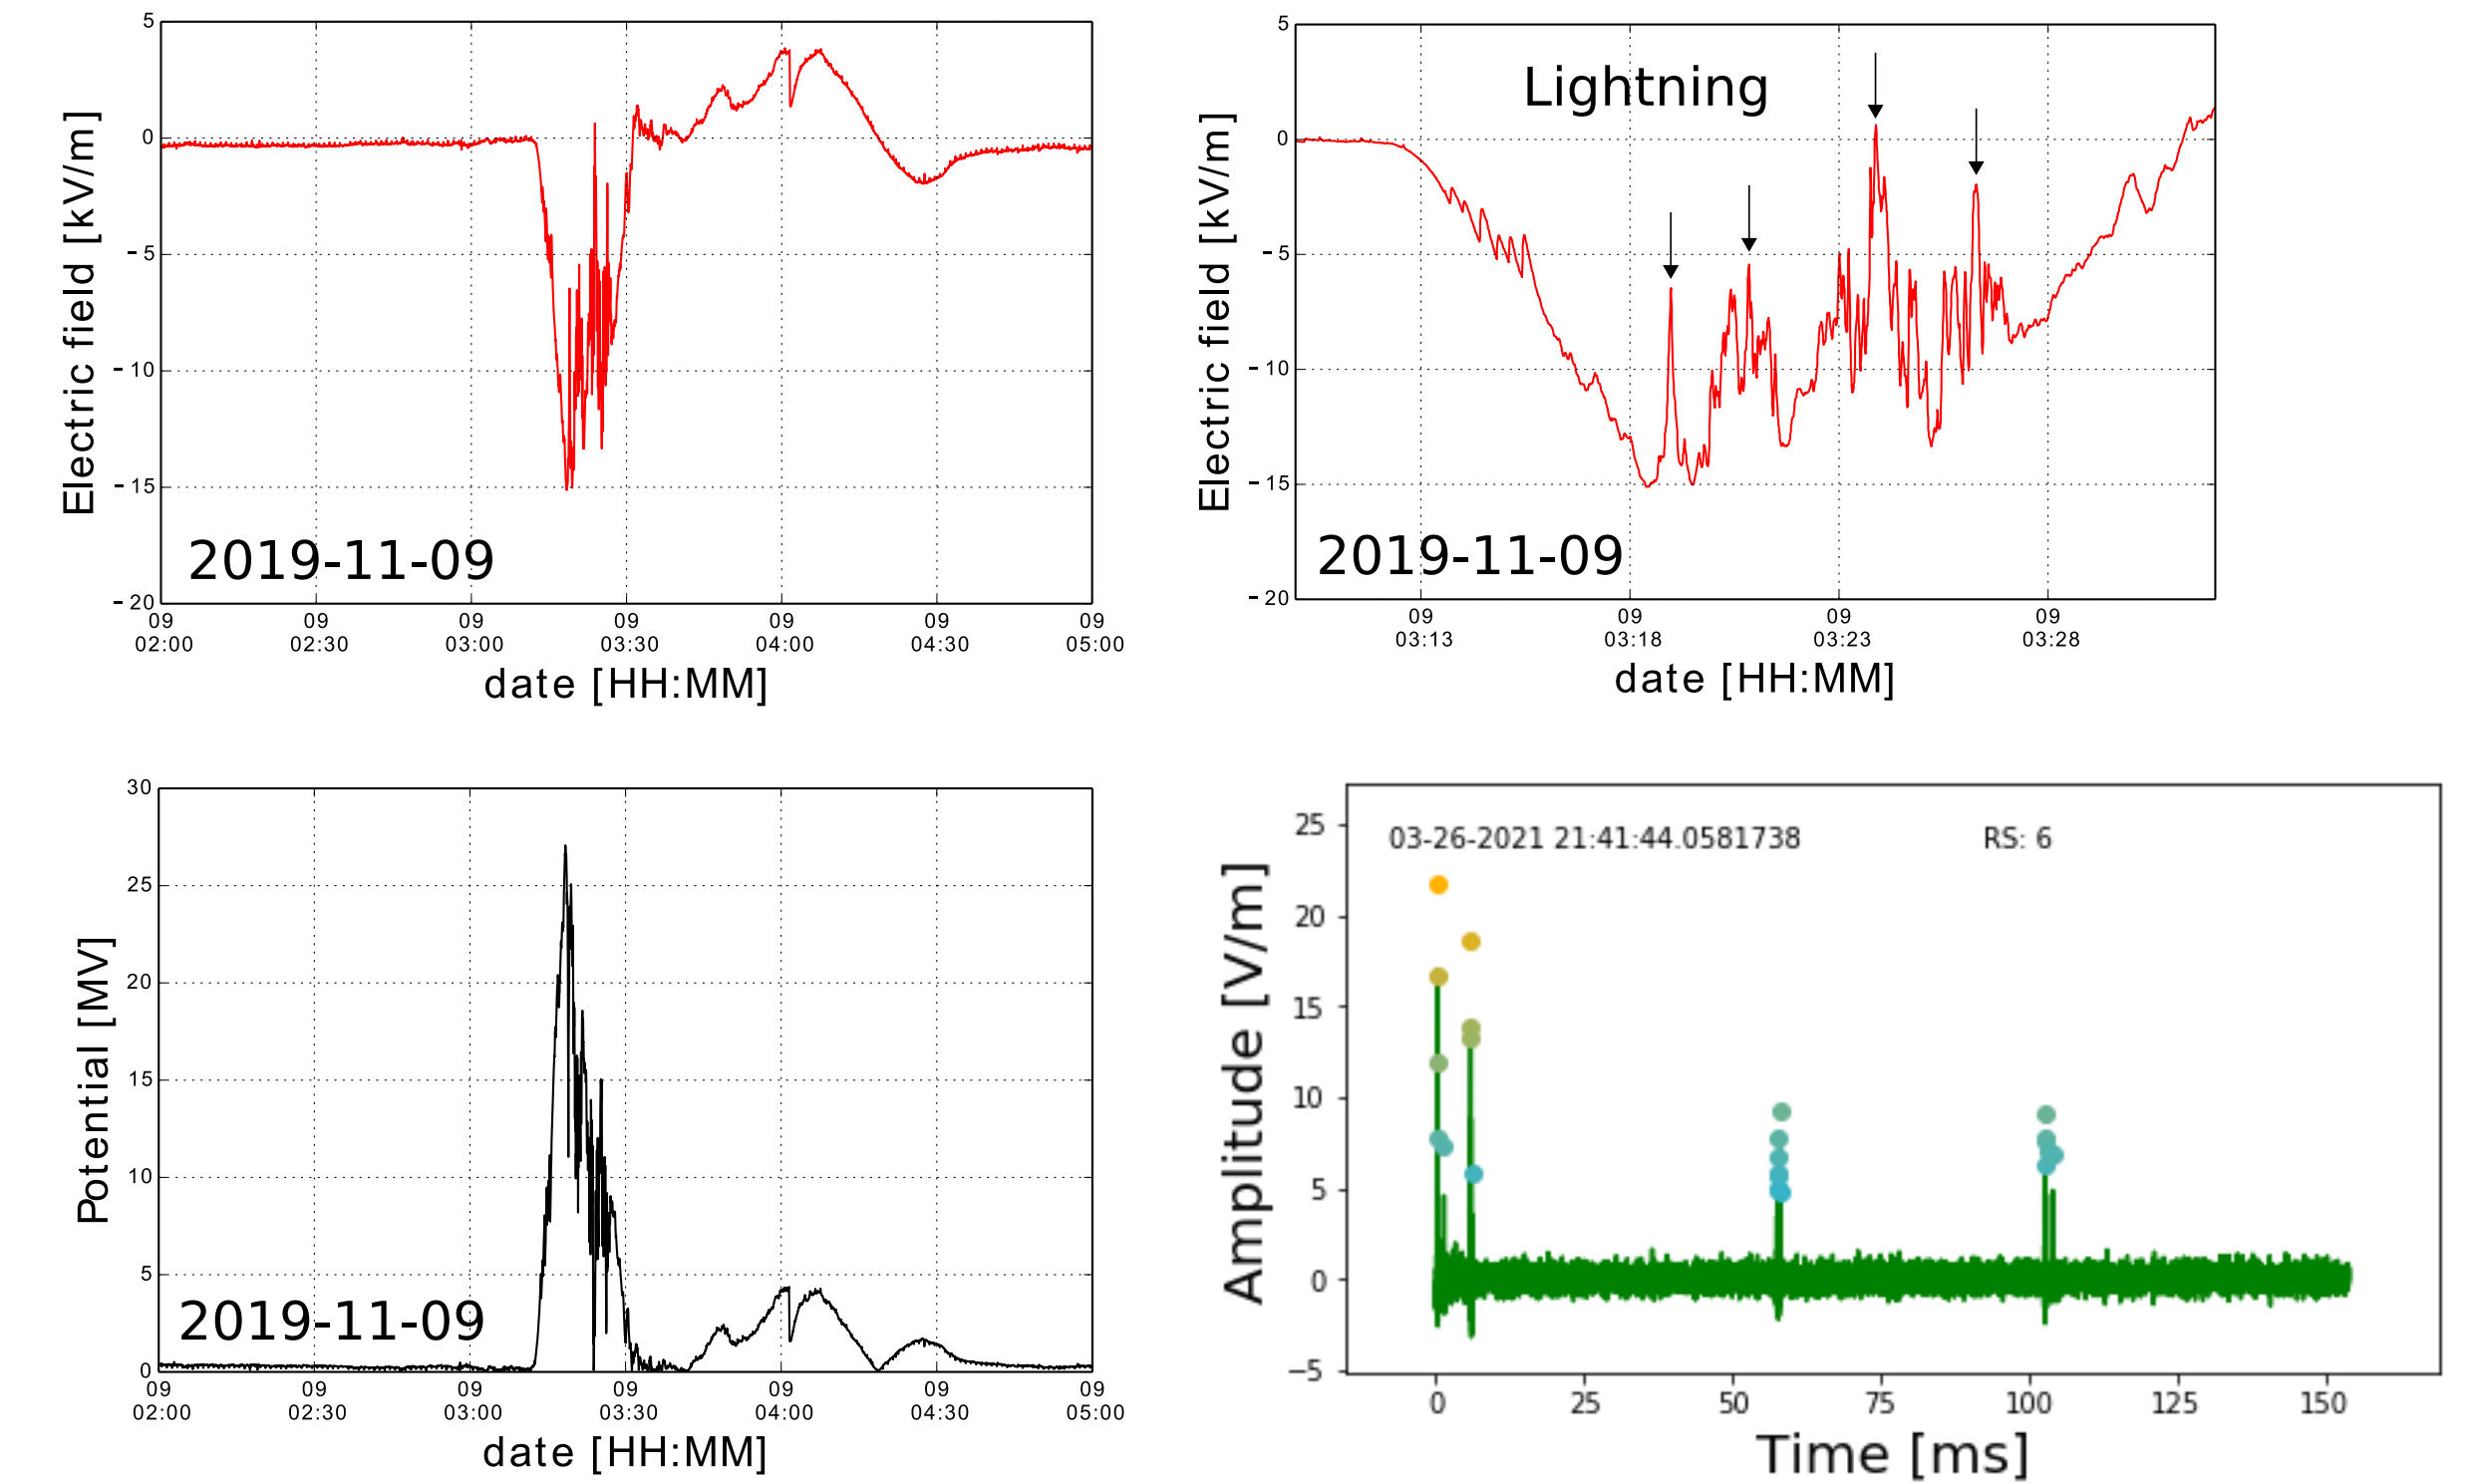 5
0
-5
-10
-15
-20
Electric field [kV/m]
2019-11-09
09 09 09 09 09 09 09
02:00 02:30 03:00 03:30 04:00 04:30 05:00
date [HH:MM]
5
0
-5
-10
-15
-20
Electric field [kV/m]
Lightning
2019-11-09
09 09 09 09
03:13 03:18 03:23 03:28
date [HH:MM]
30
25
20
15
10
5
0
Potential [MV]
2019-11-09
09 09 09 09 09 09 09
02:00 02:30 03:00 03:30 04:00 04:30 05:00
date [HH:MM]
25
20
15
10
5
0
−5
Amplitude [V/m]
03-26-2021 21:41:44.0581738 RS: 6
0 25 50 75 100 125 150
Time [ms]